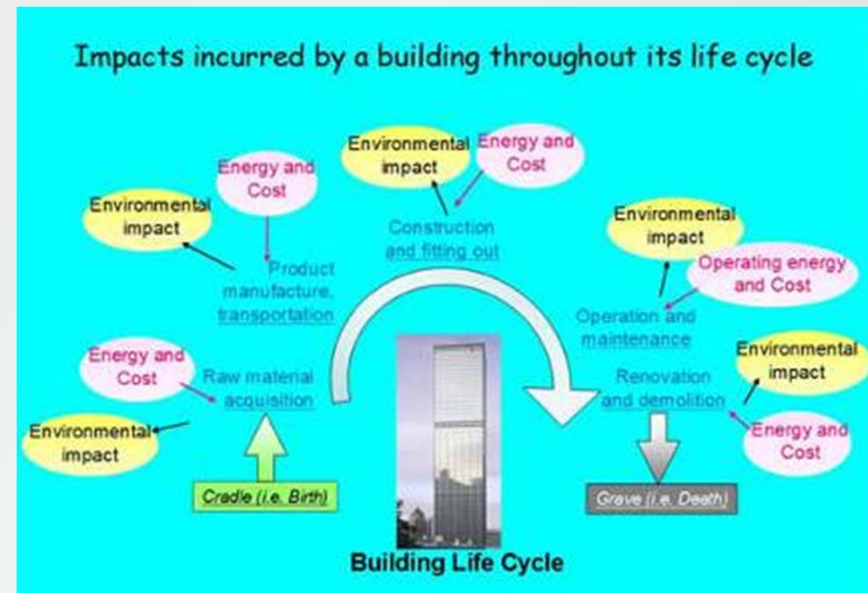 Impacts incurred by a building throughout its life cycle
Environmental
impact
Energy and
Cost
Energy and
Cost
Environmental
impact
Construction
and fitting out
Environmental
impact
Product
manufacture,
transportation
Operating energy
and Cost
Operation and
maintenance
Energy and
Cost
Raw material
acquisition
Environmental
impact
Environmental
impact
Renovation
and demolition
Energy and
Cost
Cradle (i.e. Birth)
Grave (i.e. Death)
Building Life Cycle